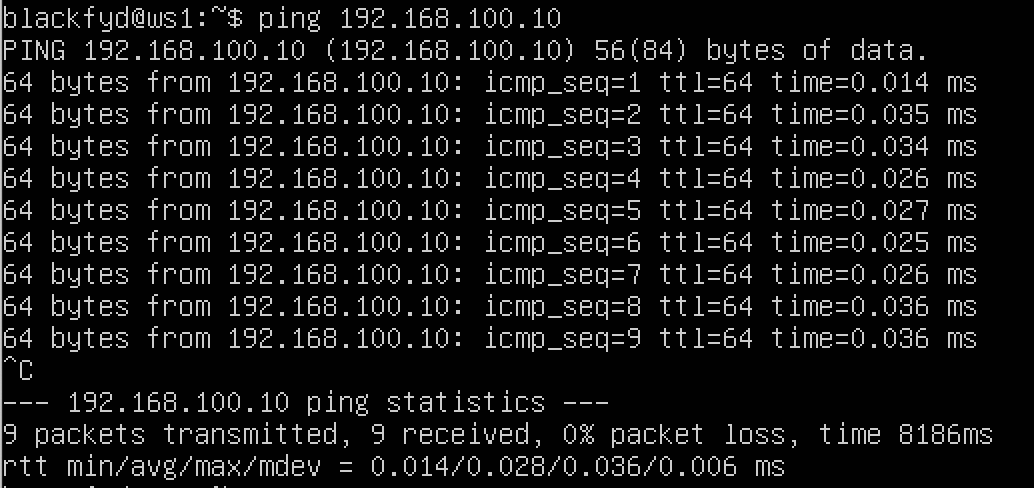 blackfyd@ws1:~$ ping 192.168.100.10
PING 192.168.100.10 (192.168.100.10) 56(84) bytes of data.
64 bytes from 192.168.100.10: icmp_seq=1 ttl=64 time=0.014 ms
64 bytes from 192.168.100.10: icmp_seq=2 ttl=64 time=0.035 ms
64 bytes from 192.168.100.10: icmp_seq=3 ttl=64 time=0.034 ms
64 bytes from 192.168.100.10: icmp_seq=4 ttl=64 time=0.026 ms
64 bytes from 192.168.100.10: icmp_seq=5 ttl=64 time=0.027 ms
64 bytes from 192.168.100.10: icmp_seq=6 ttl=64 time=0.025 ms
64 bytes from 192.168.100.10: icmp_seq=7 ttl=64 time=0.026 ms
64 bytes from 192.168.100.10: icmp_seq=8 ttl=64 time=0.036 ms
64 bytes from 192.168.100.10: icmp_seq=9 ttl=64 time=0.036 ms
^C
--- 192.168.100.10 ping statistics ---
9 packets transmitted, 9 received, 0% packet loss, time 8186ms
rtt min/avg/max/mdev = 0.014/0.028/0.036/0.006 ms